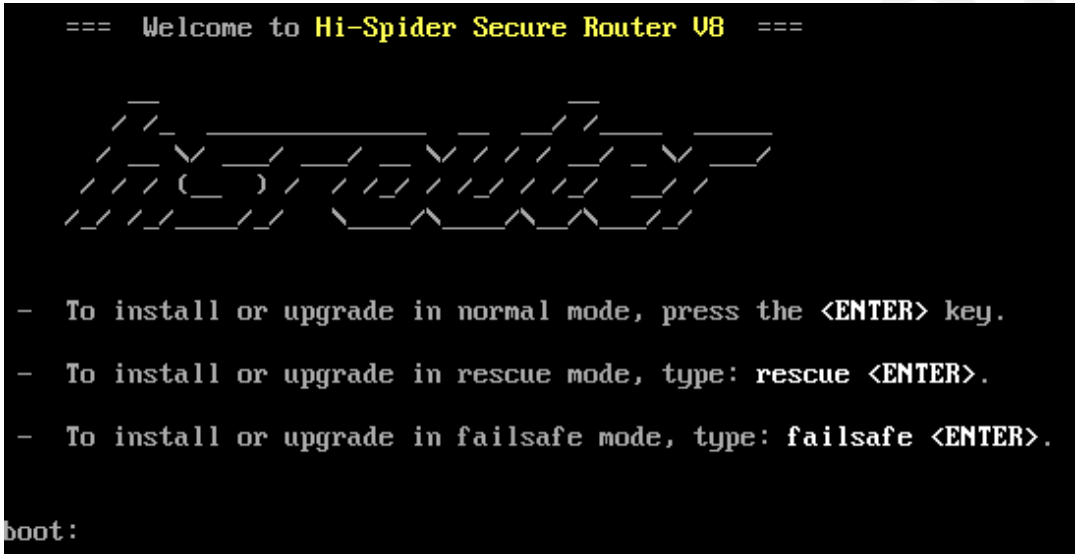 === Welcome to Hi-Spider Secure Router V8 ===
hsrouter
- To install or upgrade in normal mode, press the <ENTER> key.
- To install or upgrade in rescue mode, type: rescue <ENTER>.
- To install or upgrade in failsafe mode, type: failsafe <ENTER>.
boot: